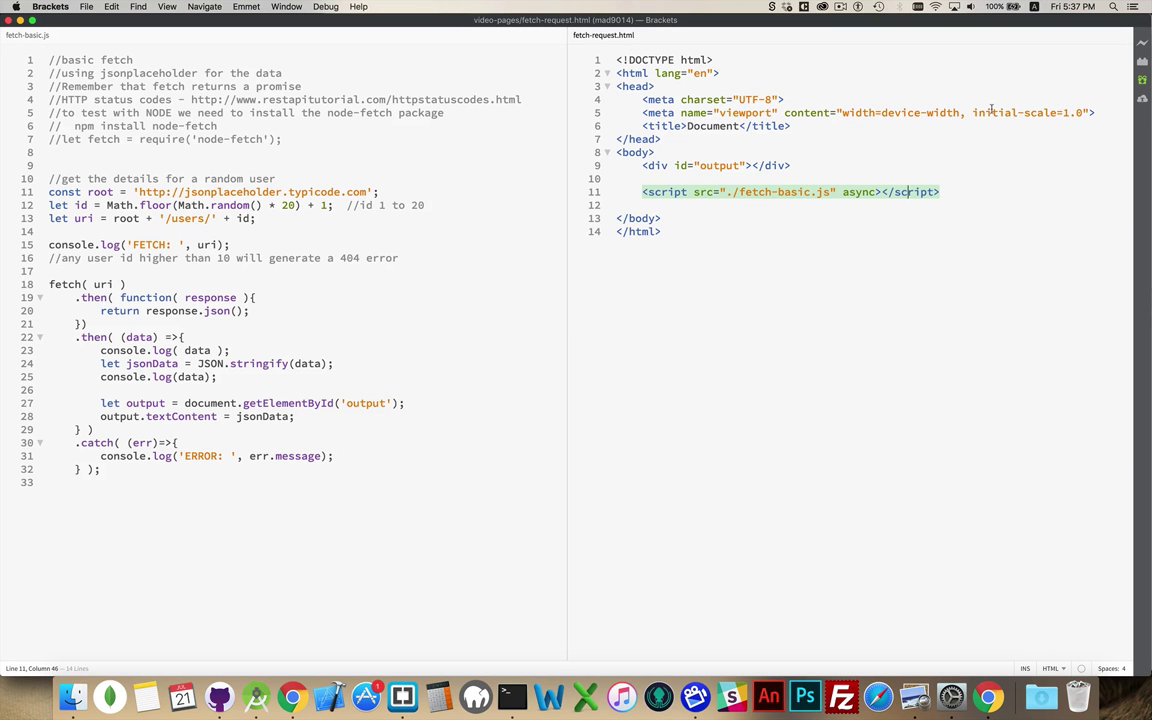 Brackets File Edit Find View Navigate Emmet Window Debug Help 100% A Fri 5:37 PM
video-pages/fetch-request.html (mad9014) — Brackets
fetch-basic.js
1 //basic fetch
2 //using jsonplaceholder for the data
3 //Remember that fetch returns a promise
4 //HTTP status codes - http://www.restapitutorial.com/httpstatuscodes.html
5 //to test with NODE we need to install the node-fetch package
6 //  npm install node-fetch
7 //let fetch = require('node-fetch');
8
9
10 //get the details for a random user
11 const root = 'http://jsonplaceholder.typicode.com';
12 let id = Math.floor(Math.random() * 20) + 1;  //id 1 to 20
13 let uri = root + '/users/' + id;
14
15 console.log('FETCH: ', uri);
16 //any user id higher than 10 will generate a 404 error
17
18 fetch( uri )
19     .then( function( response ){
20         return response.json();
21     })
22     .then( (data) =>{
23         console.log( data );
24         let jsonData = JSON.stringify(data);
25         console.log(data);
26
27         let output = document.getElementById('output');
28         output.textContent = jsonData;
29     } )
30     .catch( (err)=>{
31         console.log('ERROR: ', err.message);
32     } );
33
fetch-request.html
1 <!DOCTYPE html>
2 <html lang="en">
3 <head>
4     <meta charset="UTF-8">
5     <meta name="viewport" content="width=device-width, initial-scale=1.0">
6     <title>Document</title>
7 </head>
8 <body>
9     <div id="output"></div>
10
11     <script src="./fetch-basic.js" async></script>
12
13 </body>
14 </html>
Line 11, Column 46 — 14 Lines
INS HTML Spaces: 4
JUL
21
1
W
X
S
An
Ps
Fz